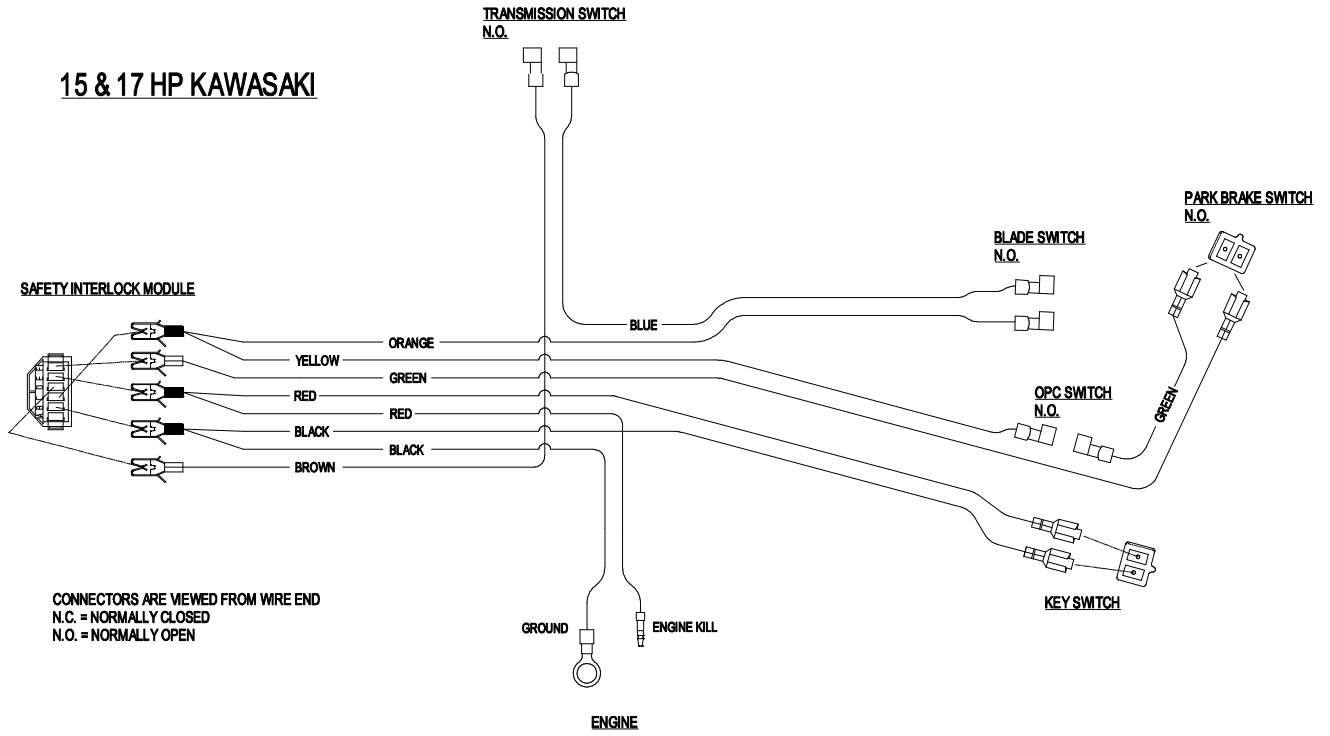 TRANSMISSION SWITCH
N.O.
15 & 17 HP KAWASAKI
PARK BRAKE SWITCH
N.O.
BLADE SWITCH
N.O.
SAFETY INTERLOCK MODULE
BLUE
ORANGE
YELLOW
GREEN
RED
RED
BLACK
BLACK
BROWN
OPC SWITCH
N.O.
GREEN
KEY SWITCH
CONNECTORS ARE VIEWED FROM WIRE END
N.C. = NORMALLY CLOSED
N.O. = NORMALLY OPEN
GROUND
ENGINE KILL
ENGINE